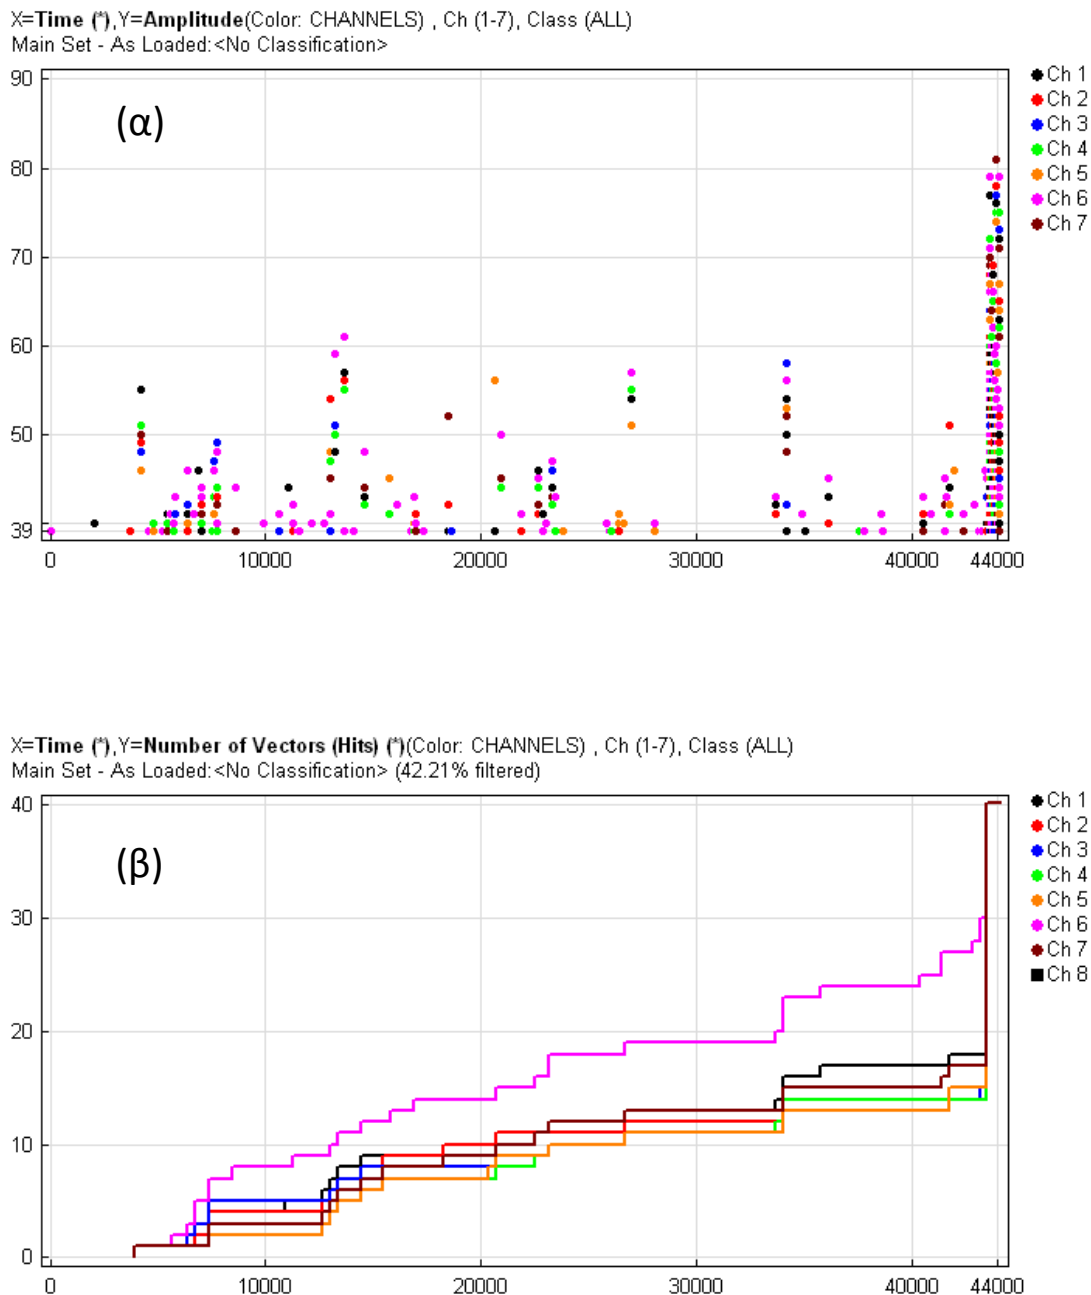 X=Time (*),Y=Amplitude(Color: CHANNELS) , Ch (1-7), Class (ALL)
Main Set - As Loaded:<No Classification>
(α)
90
80
70
60
50
39
0
10000
20000
30000
40000
44000
Ch 1
Ch 2
Ch 3
Ch 4
Ch 5
Ch 6
Ch 7
X=Time (*),Y=Number of Vectors (Hits) (*)(Color: CHANNELS) , Ch (1-7), Class (ALL)
Main Set - As Loaded:<No Classification> (42.21% filtered)
(β)
40
30
20
10
0
0
10000
20000
30000
40000
44000
Ch 1
Ch 2
Ch 3
Ch 4
Ch 5
Ch 6
Ch 7
Ch 8